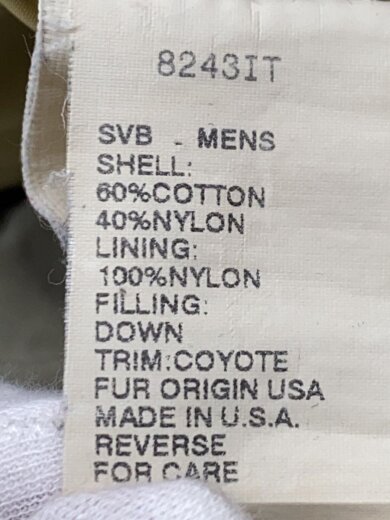 8243IT
SVB - MENS
SHELL:
60%COTTON
40%NYLON
LINING:
100%NYLON
FILLING:
DOWN
TRIM:COYOTE
FUR ORIGIN USA
MADE IN U.S.A.
REVERSE
FOR CARE